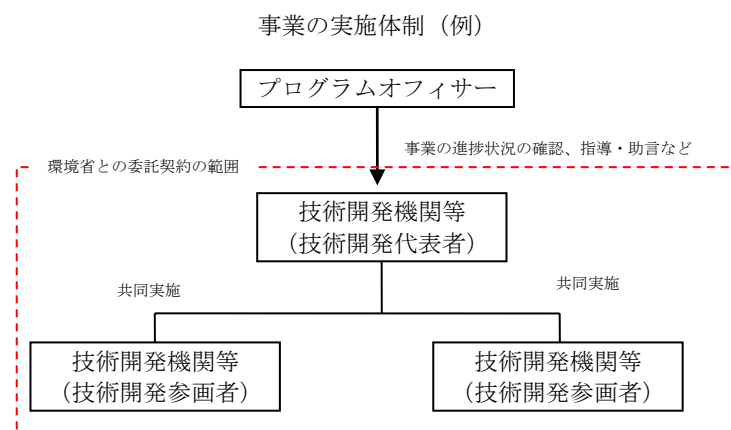 事業の実施体制（例）
プログラムオフィサー
事業の進捗状況の確認、指導・助言など
環境省との委託契約の範囲
技術開発機関等
（技術開発代表者）
共同実施
共同実施
技術開発機関等
（技術開発参画者）
技術開発機関等
（技術開発参画者）